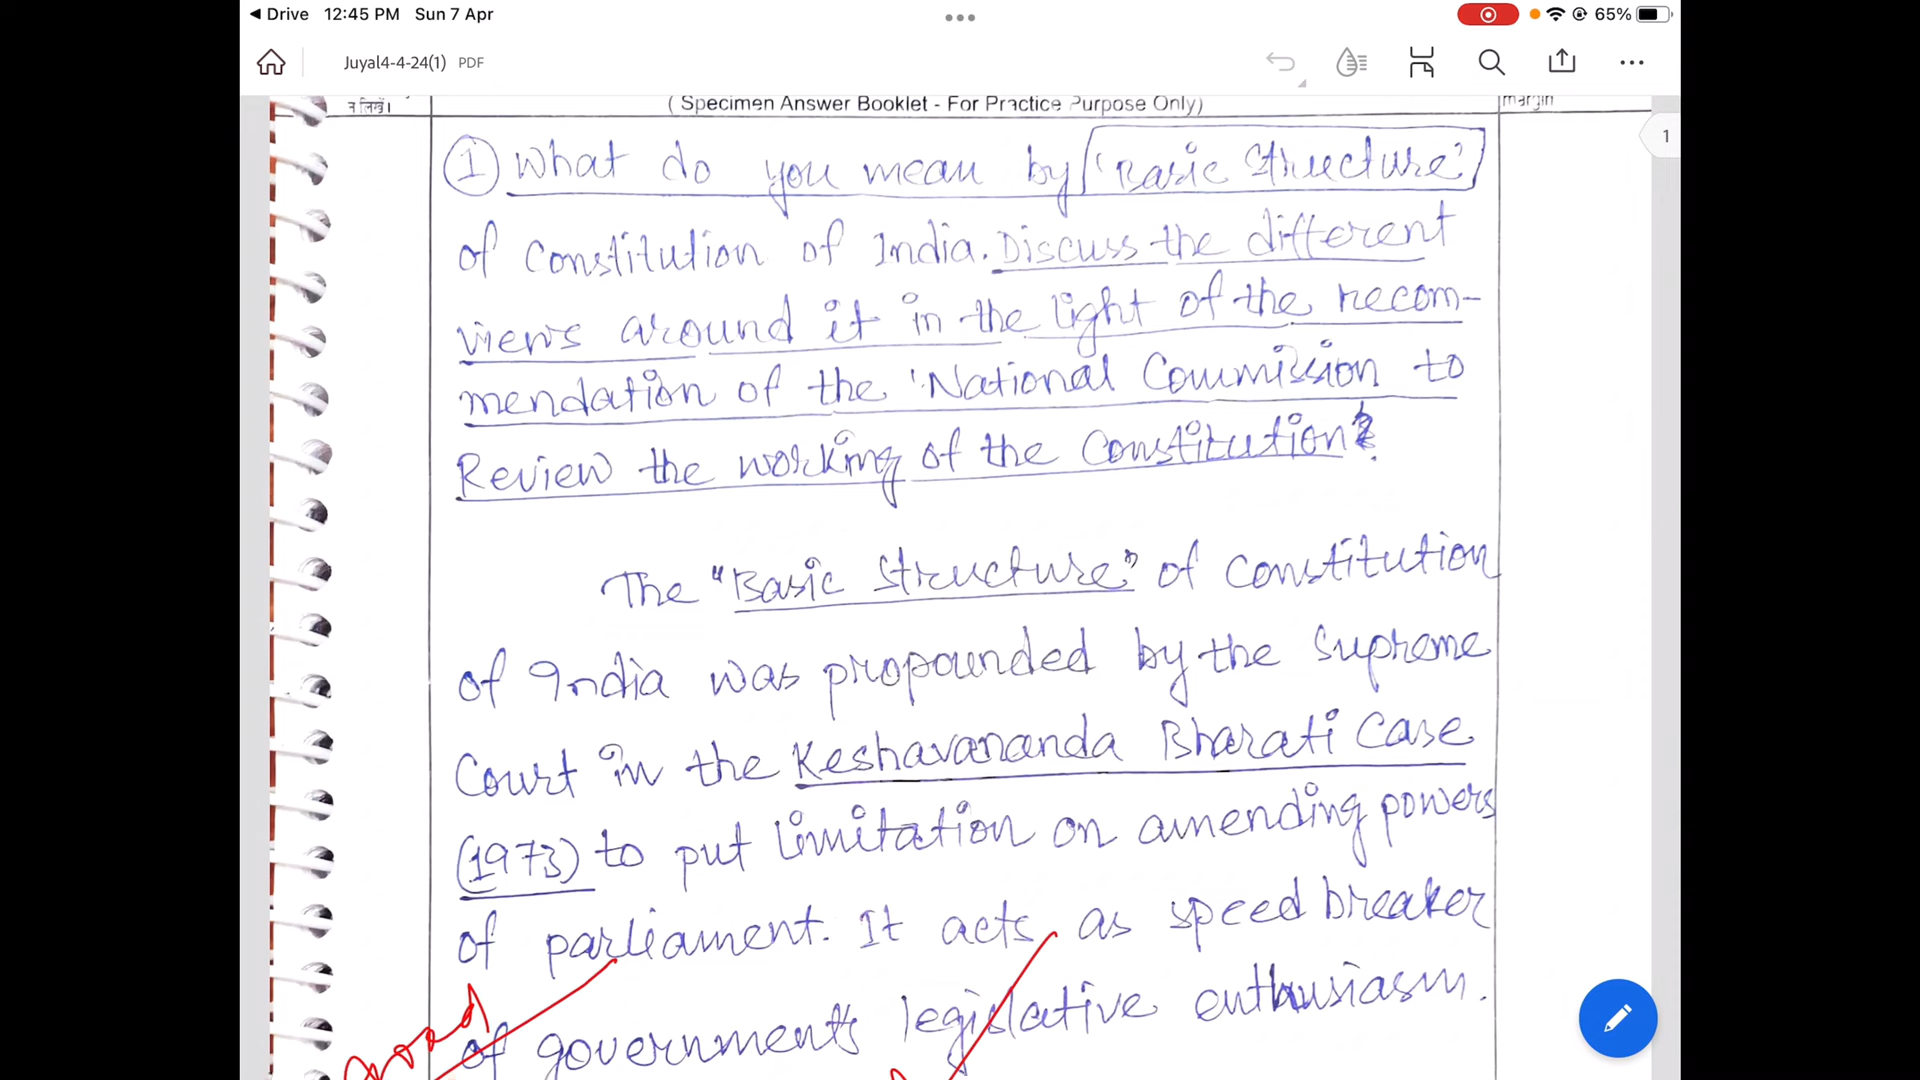 Drive 12:45 PM Sun 7 Apr
65%
Juyal4-4-24(1) PDF
न लिखें।
( Specimen Answer Booklet - For Practice Purpose Only)
margin
1
① What do you mean by 'Basic Structure'
of Constitution of India. Discuss the different
views around it in the light of the recom-
mendation of the 'National Commission to
Review the working of the Constitution?
The "Basic Structure" of Constitution
of India was propounded by the Supreme
Court in the Keshavananda Bharati Case
(1973) to put limitation on amending powers
of parliament. It acts as speed breaker
of governments legislative enthusiasm.
Good